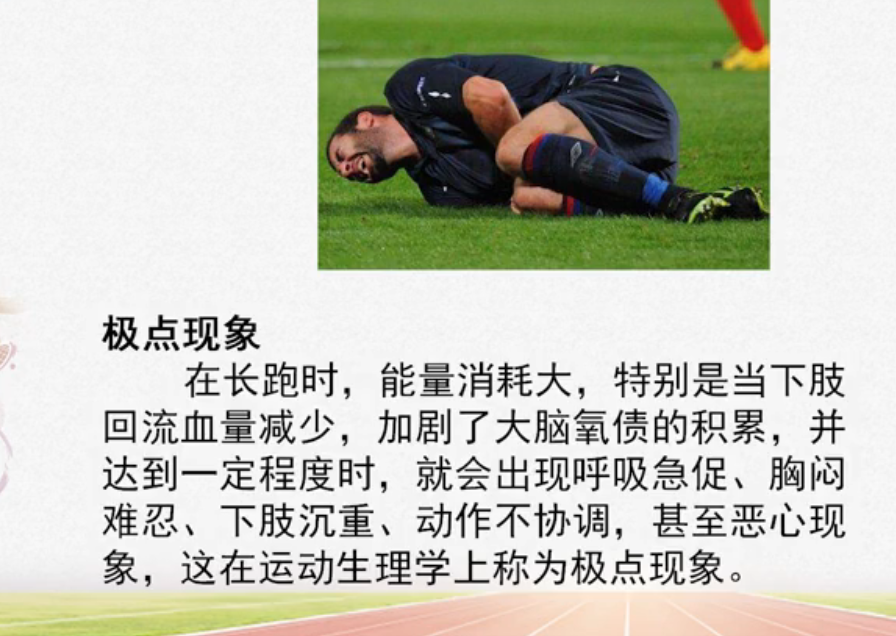 极点现象
在长跑时，能量消耗大，特别是当下肢
回流血量减少，加剧了大脑氧债的积累，并
达到一定程度时，就会出现呼吸急促、胸闷
难忍、下肢沉重、动作不协调，甚至恶心现
象，这在运动生理学上称为极点现象。